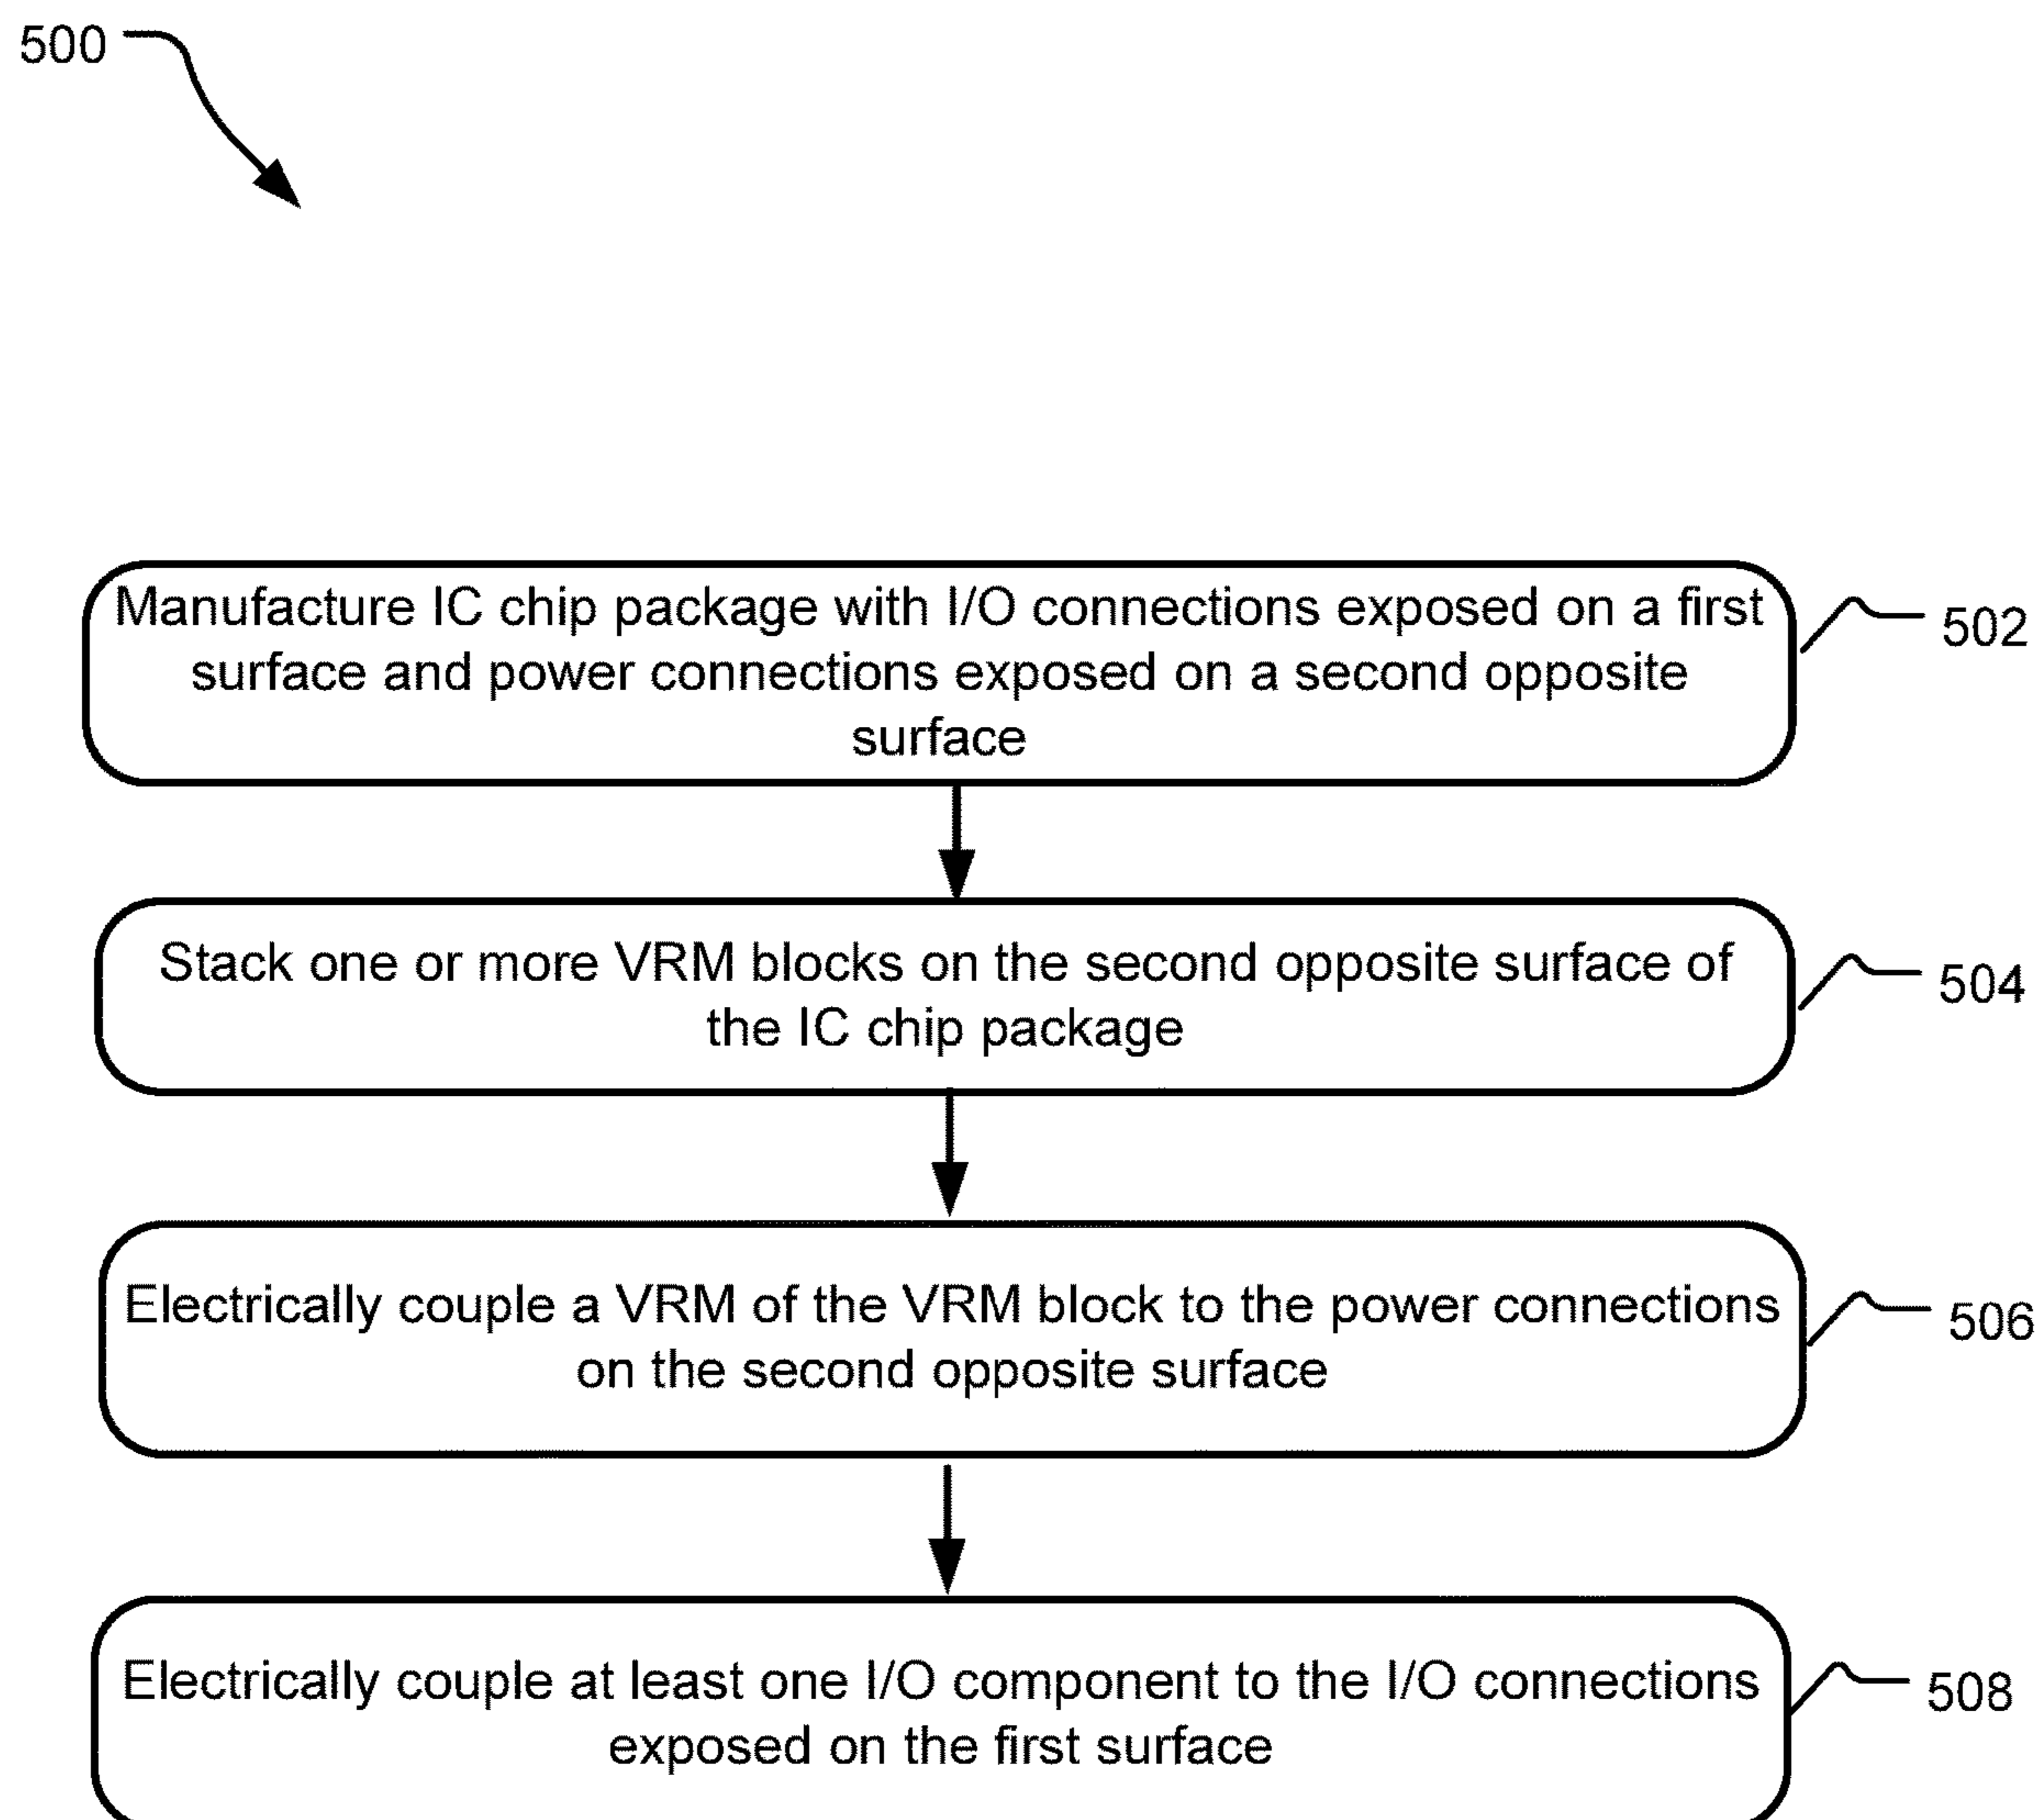 500
Manufacture IC chip package with I/O connections exposed on a first
surface and power connections exposed on a second opposite
surface
502
Stack one or more VRM blocks on the second opposite surface of
the IC chip package
504
Electrically couple a VRM of the VRM block to the power connections
on the second opposite surface
506
Electrically couple at least one I/O component to the I/O connections
exposed on the first surface
508